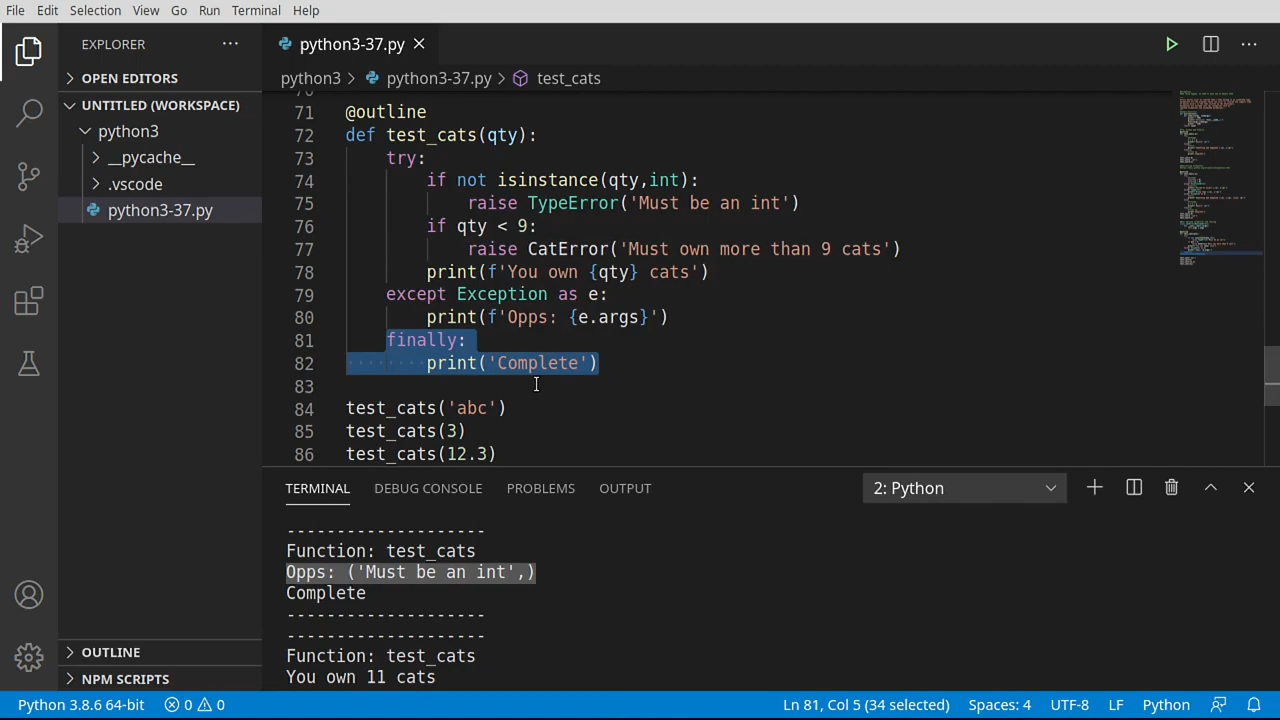 File Edit Selection View Go Run Terminal Help
EXPLORER ···
python3-37.py
OPEN EDITORS
UNTITLED (WORKSPACE)
python3
__pycache__
.vscode
python3-37.py
OUTLINE
NPM SCRIPTS
python3 > python3-37.py > test_cats
71 @outline
72 def test_cats(qty):
73 try:
74 if not isinstance(qty,int):
75 raise TypeError('Must be an int')
76 if qty < 9:
77 raise CatError('Must own more than 9 cats')
78 print(f'You own {qty} cats')
79 except Exception as e:
80 print(f'Opps: {e.args}')
81 finally:
82 print('Complete')
83
84 test_cats('abc')
85 test_cats(3)
86 test_cats(12.3)
TERMINAL DEBUG CONSOLE PROBLEMS OUTPUT 2: Python
--------------------
Function: test_cats
Opps: ('Must be an int',)
Complete
--------------------
--------------------
Function: test_cats
You own 11 cats
Python 3.8.6 64-bit 0 0 Ln 81, Col 5 (34 selected) Spaces: 4 UTF-8 LF Python